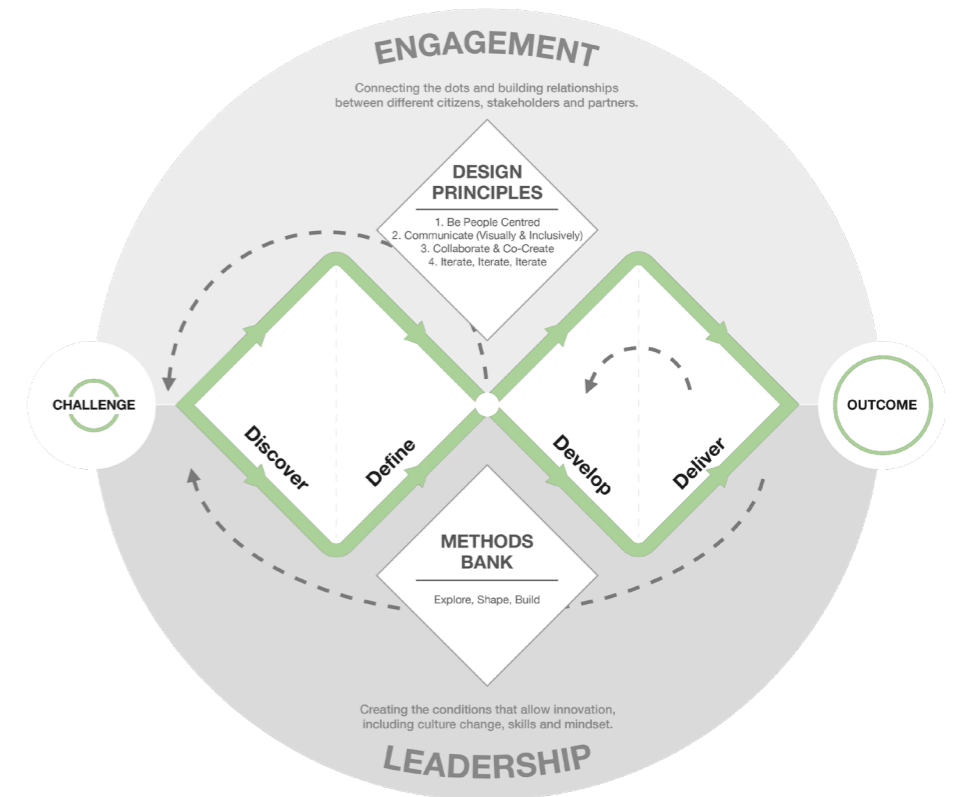 ENGAGEMENT
Connecting the dots and building relationships
between different citizens, stakeholders and partners.
DESIGN
PRINCIPLES
1. Be People Centred
2. Communicate (Visually & Inclusively)
3. Collaborate & Co-Create
4. Iterate, Iterate, Iterate
CHALLENGE
OUTCOME
Discover
Define
Develop
Deliver
METHODS
BANK
Explore, Shape, Build
Creating the conditions that allow innovation,
including culture change, skills and mindset.
LEADERSHIP